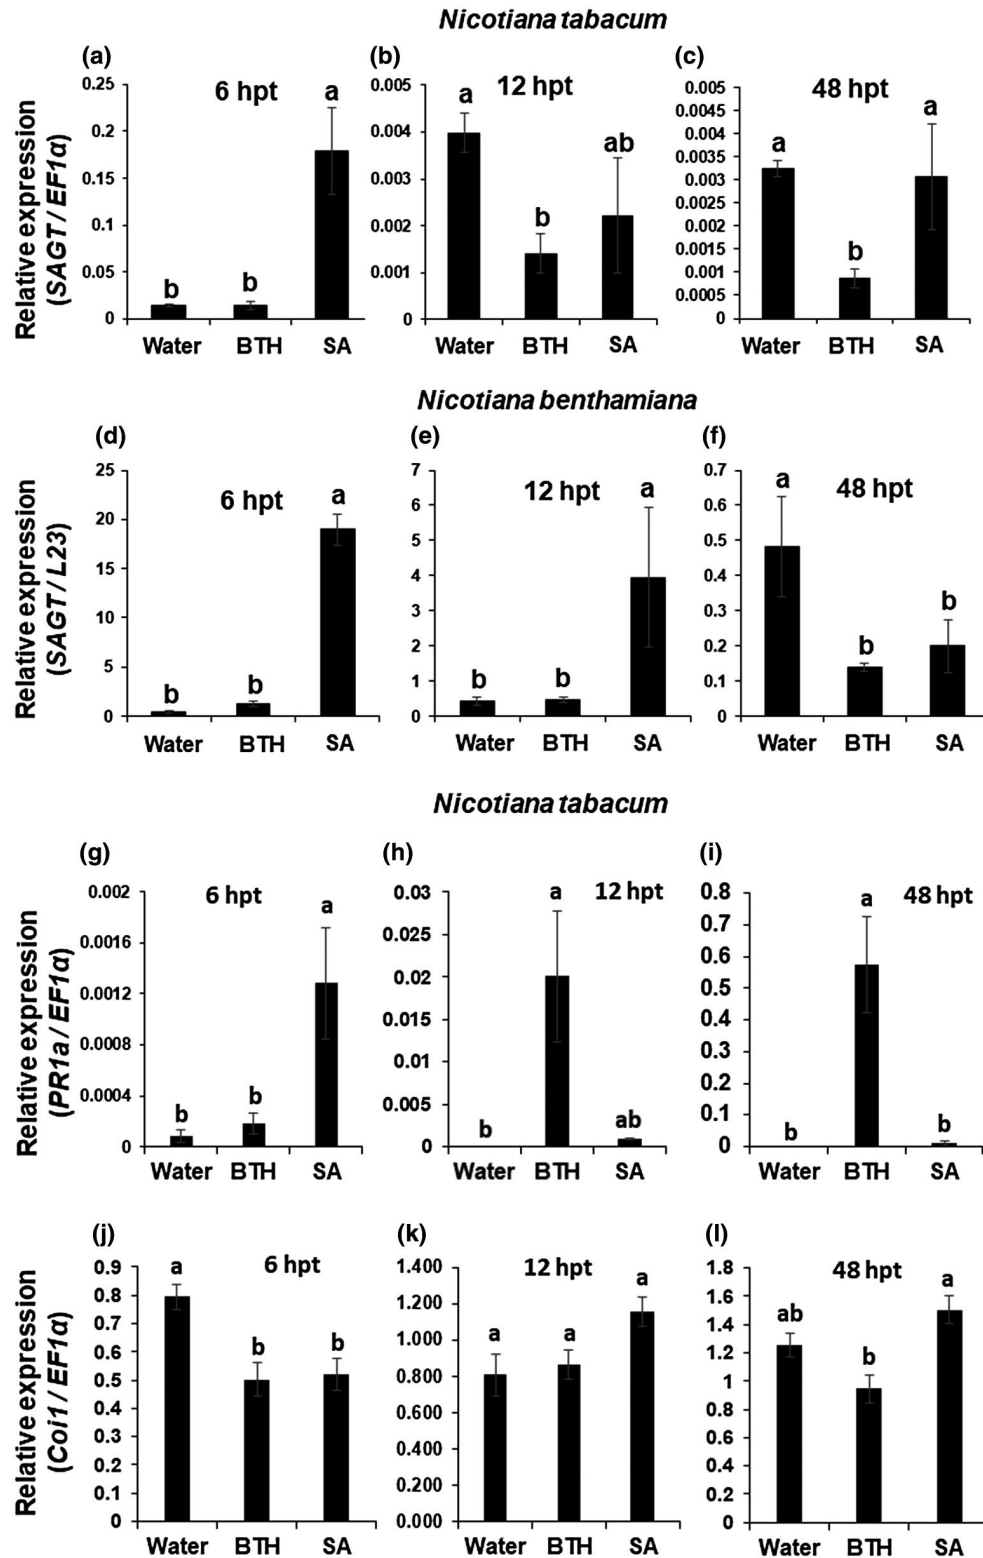 Nicotiana tabacum
(a) (b) (c)
6 hpt 12 hpt 48 hpt
Relative expression
(SAGT / EF1α)
0.25
0.2
0.15
0.1
0.05
0
b b a
Water BTH SA
0.005
0.004
0.003
0.002
0.001
0
a b ab
Water BTH SA
0.005
0.0045
0.004
0.0035
0.003
0.0025
0.002
0.0015
0.001
0.0005
0
a b a
Water BTH SA
Nicotiana benthamiana
(d) (e) (f)
6 hpt 12 hpt 48 hpt
Relative expression
(SAGT / L23)
25
20
15
10
5
0
b b a
Water BTH SA
7
6
5
4
3
2
1
0
b b a
Water BTH SA
0.7
0.6
0.5
0.4
0.3
0.2
0.1
0
a b b
Water BTH SA
Nicotiana tabacum
(g) (h) (i)
6 hpt 12 hpt 48 hpt
Relative expression
(PR1a / EF1α)
0.002
0.0016
0.0012
0.0008
0.0004
0
b b a
Water BTH SA
0.03
0.025
0.02
0.015
0.01
0.005
0
b a ab
Water BTH SA
0.8
0.7
0.6
0.5
0.4
0.3
0.2
0.1
0
b a b
Water BTH SA
(j) (k) (l)
6 hpt 12 hpt 48 hpt
Relative expression
(Coi1 / EF1α)
0.9
0.8
0.7
0.6
0.5
0.4
0.3
0.2
0.1
0
a b b
Water BTH SA
1.400
1.200
1.000
0.800
0.600
0.400
0.200
0.000
a a a
Water BTH SA
1.8
1.6
1.4
1.2
1
0.8
0.6
0.4
0.2
0
ab b a
Water BTH SA